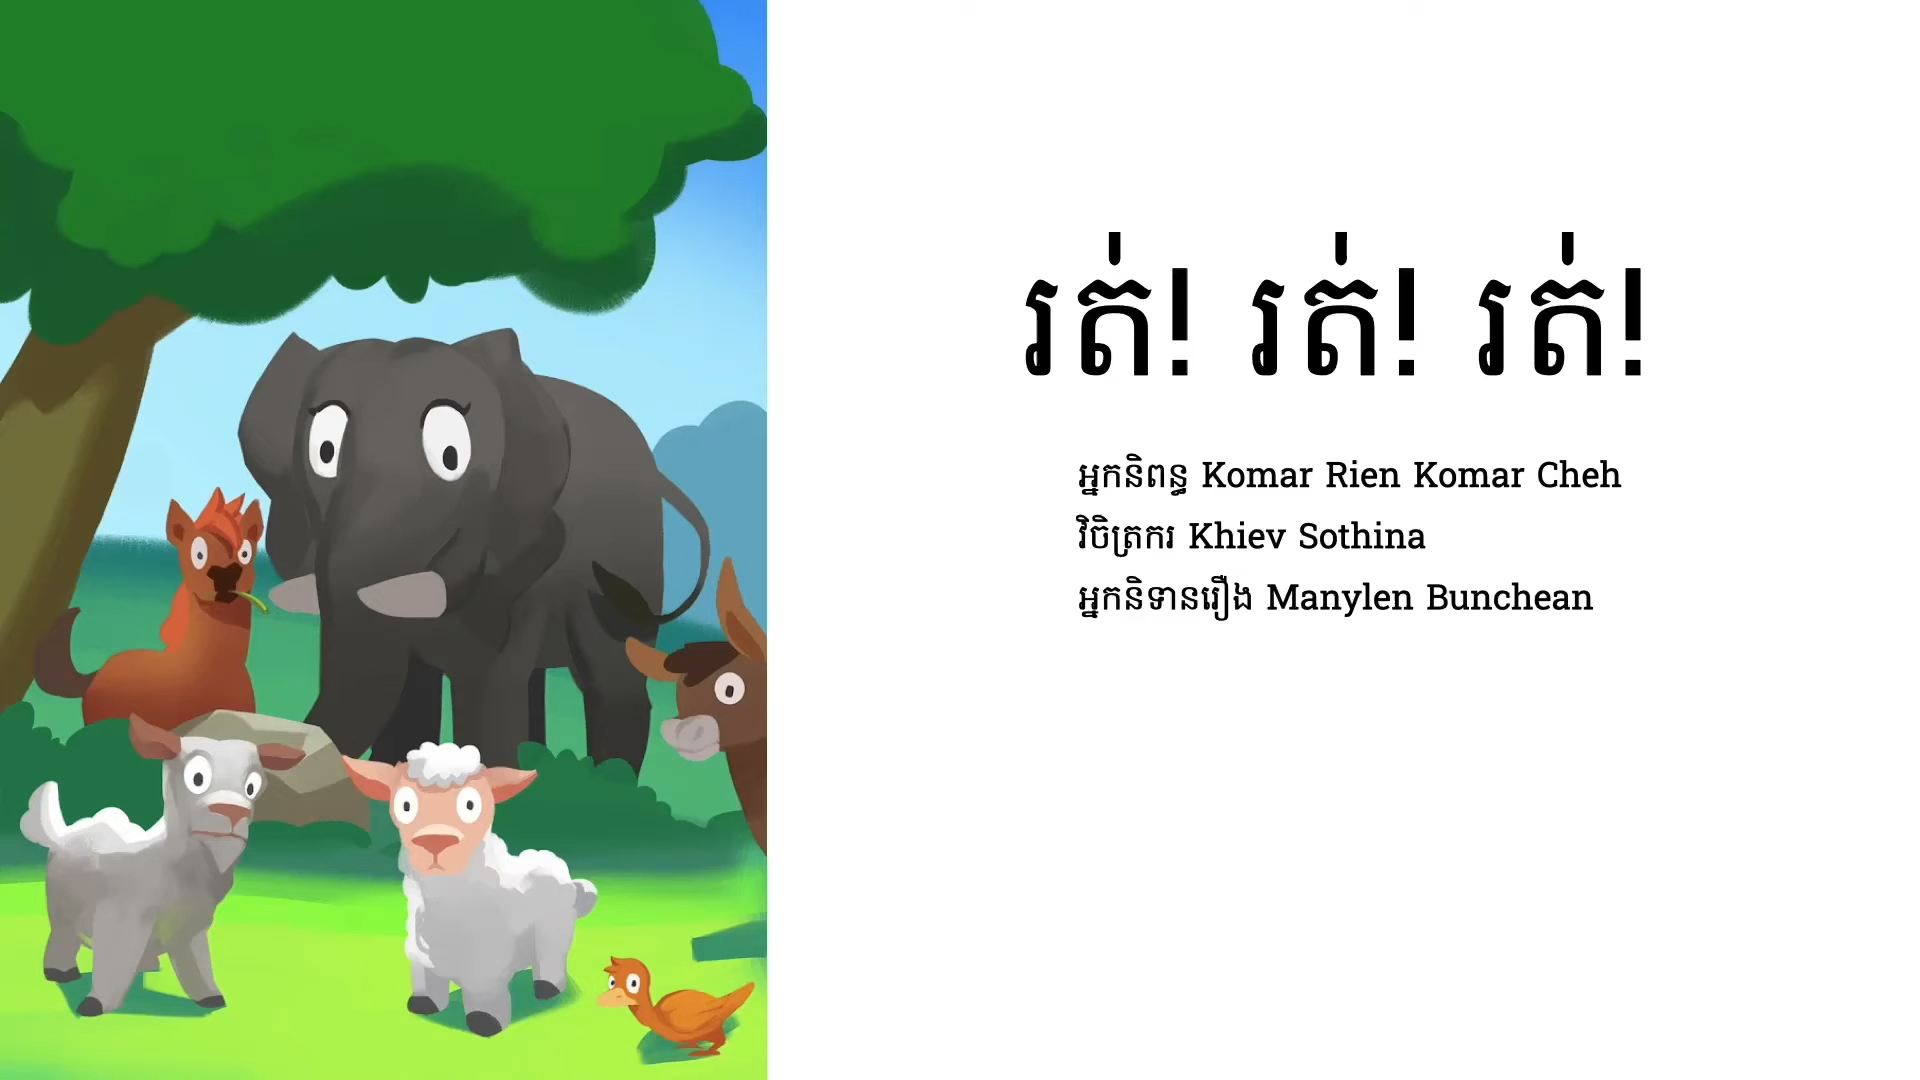 រត់! រត់! រត់!
អ្នកនិពន្ធ Komar Rien Komar Cheh
វិចិត្រករ Khiev Sothina
អ្នកនិទានរឿង Manylen Bunchean